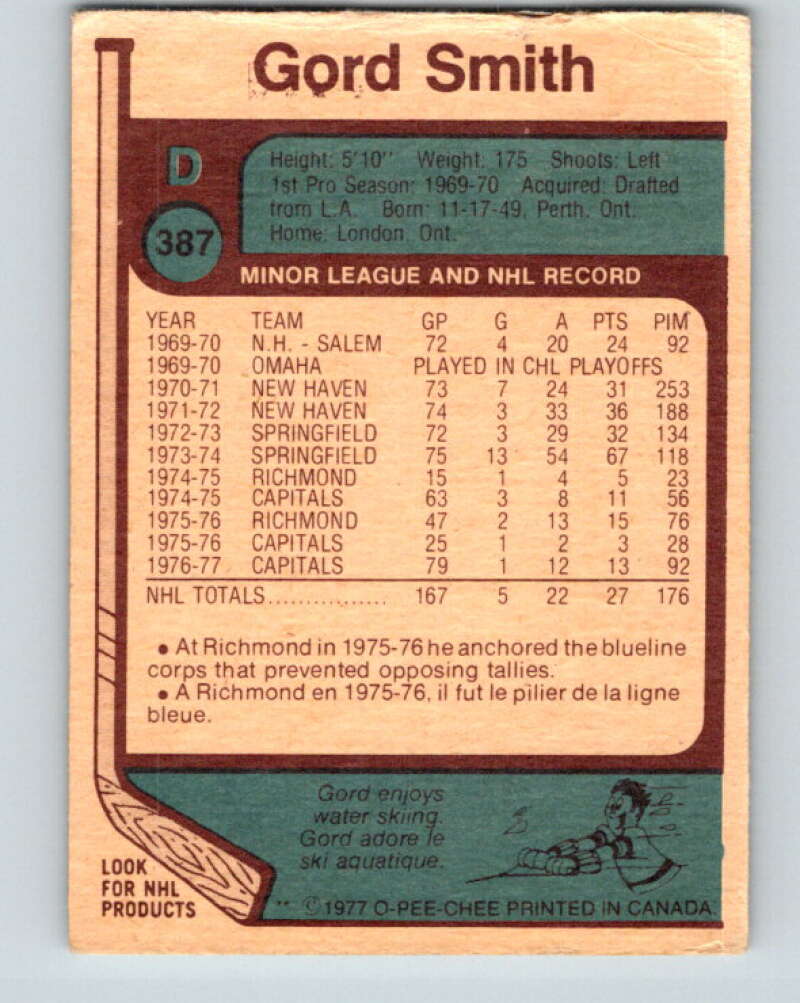 Gord Smith
D
387
Height: 5'10'' Weight: 175 Shoots: Left
1st Pro Season: 1969-70 Acquired: Drafted
from L.A. Born: 11-17-49, Perth, Ont.
Home: London, Ont.
MINOR LEAGUE AND NHL RECORD
YEAR TEAM GP G A PTS PIM
1969-70 N.H. - SALEM 72 4 20 24 92
1969-70 OMAHA PLAYED IN CHL PLAYOFFS
1970-71 NEW HAVEN 73 7 24 31 253
1971-72 NEW HAVEN 74 3 33 36 188
1972-73 SPRINGFIELD 72 3 29 32 134
1973-74 SPRINGFIELD 75 13 54 67 118
1974-75 RICHMOND 15 1 4 5 23
1974-75 CAPITALS 63 3 8 11 56
1975-76 RICHMOND 47 2 13 15 76
1975-76 CAPITALS 25 1 2 3 28
1976-77 CAPITALS 79 1 12 13 92
NHL TOTALS................ 167 5 22 27 176
• At Richmond in 1975-76 he anchored the blueline
corps that prevented opposing tallies.
• A Richmond en 1975-76, il fut le pilier de la ligne
bleue.
Gord enjoys
water skiing.
Gord adore le
ski aquatique.
LOOK
FOR NHL
PRODUCTS
** ©1977 O-PEE-CHEE PRINTED IN CANADA.